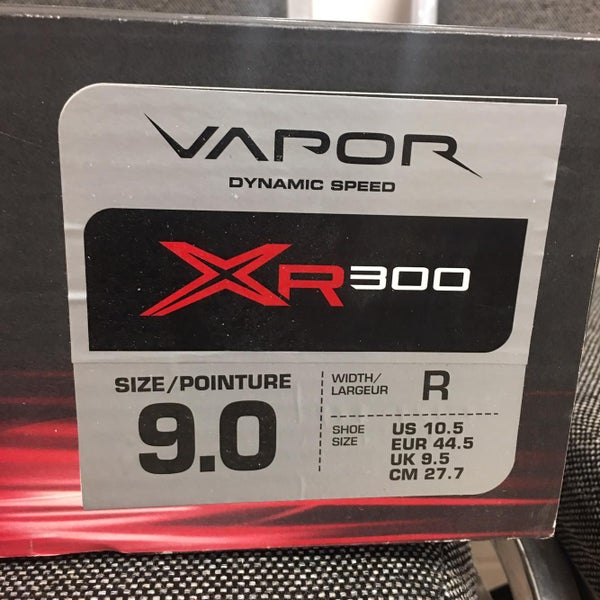 VAPOR
DYNAMIC SPEED
XR300
SIZE/POINTURE
9.0
WIDTH/
LARGEUR
R
SHOE
SIZE
US 10.5
EUR 44.5
UK 9.5
CM 27.7